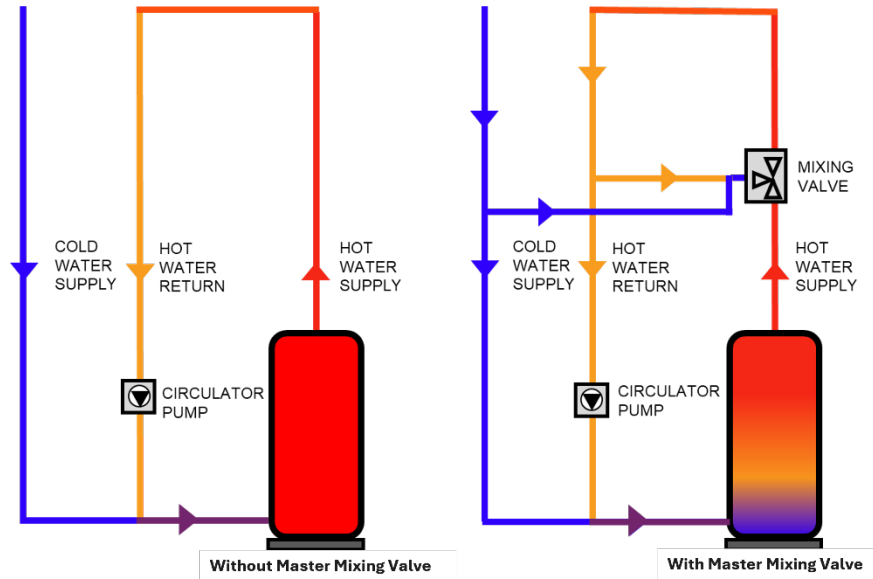 COLD
WATER
SUPPLY
HOT
WATER
RETURN
HOT
WATER
SUPPLY
CIRCULATOR
PUMP
Without Master Mixing Valve
MIXING
VALVE
COLD
WATER
SUPPLY
HOT
WATER
RETURN
HOT
WATER
SUPPLY
CIRCULATOR
PUMP
With Master Mixing Valve